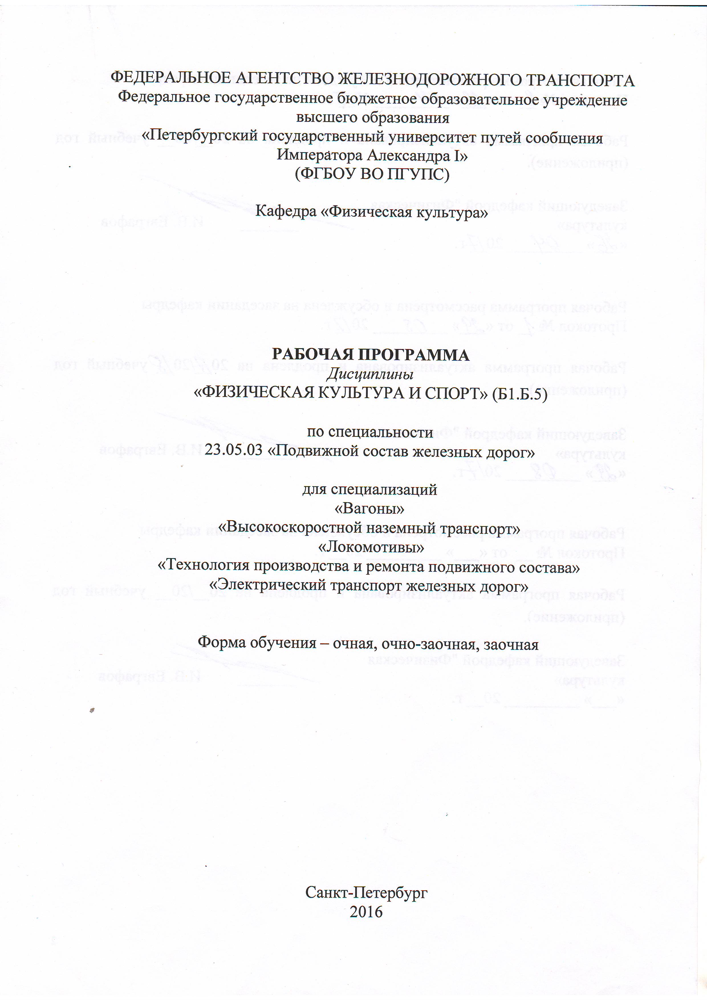 ФЕДЕРАЛЬНОЕ АГЕНТСТВО ЖЕЛЕЗНОДОРОЖНОГО ТРАНСПОРТА
Федеральное государственное бюджетное образовательное учреждение
высшего образования
«Петербургский государственный университет путей сообщения
Императора Александра I»
(ФГБОУ ВО ПГУПС)
Кафедра «Физическая культура»
РАБОЧАЯ ПРОГРАММА
Дисциплины
«ФИЗИЧЕСКАЯ КУЛЬТУРА И СПОРТ» (Б1.Б.5)
по специальности
23.05.03 «Подвижной состав железных дорог»
для специализаций
«Вагоны»
«Высокоскоростной наземный транспорт»
«Локомотивы»
«Технология производства и ремонта подвижного состава»
«Электрический транспорт железных дорог»
Форма обучения – очная, очно-заочная, заочная
Санкт-Петербург
2016